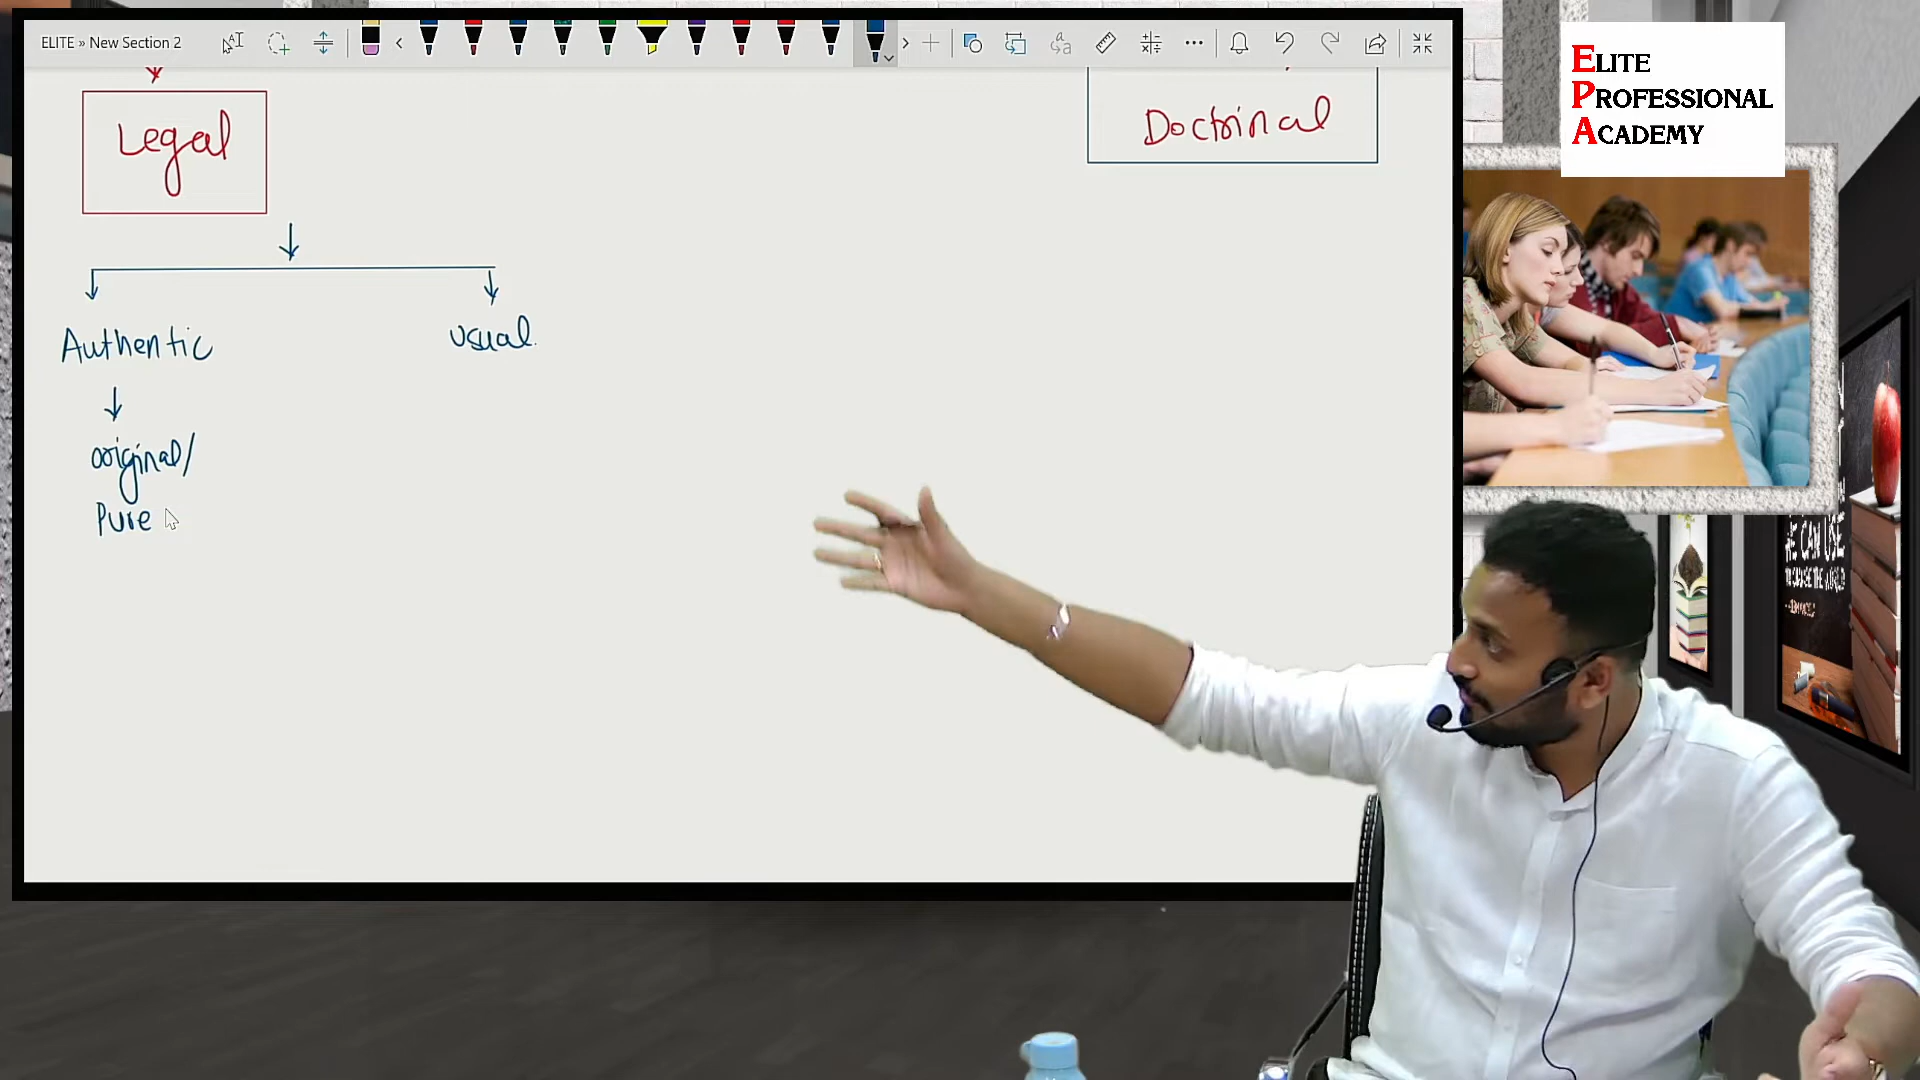 ELITE » New Section 2
ELITE
PROFESSIONAL
ACADEMY
Legal
Doctrinal
Authentic
usual.
original/
Pure